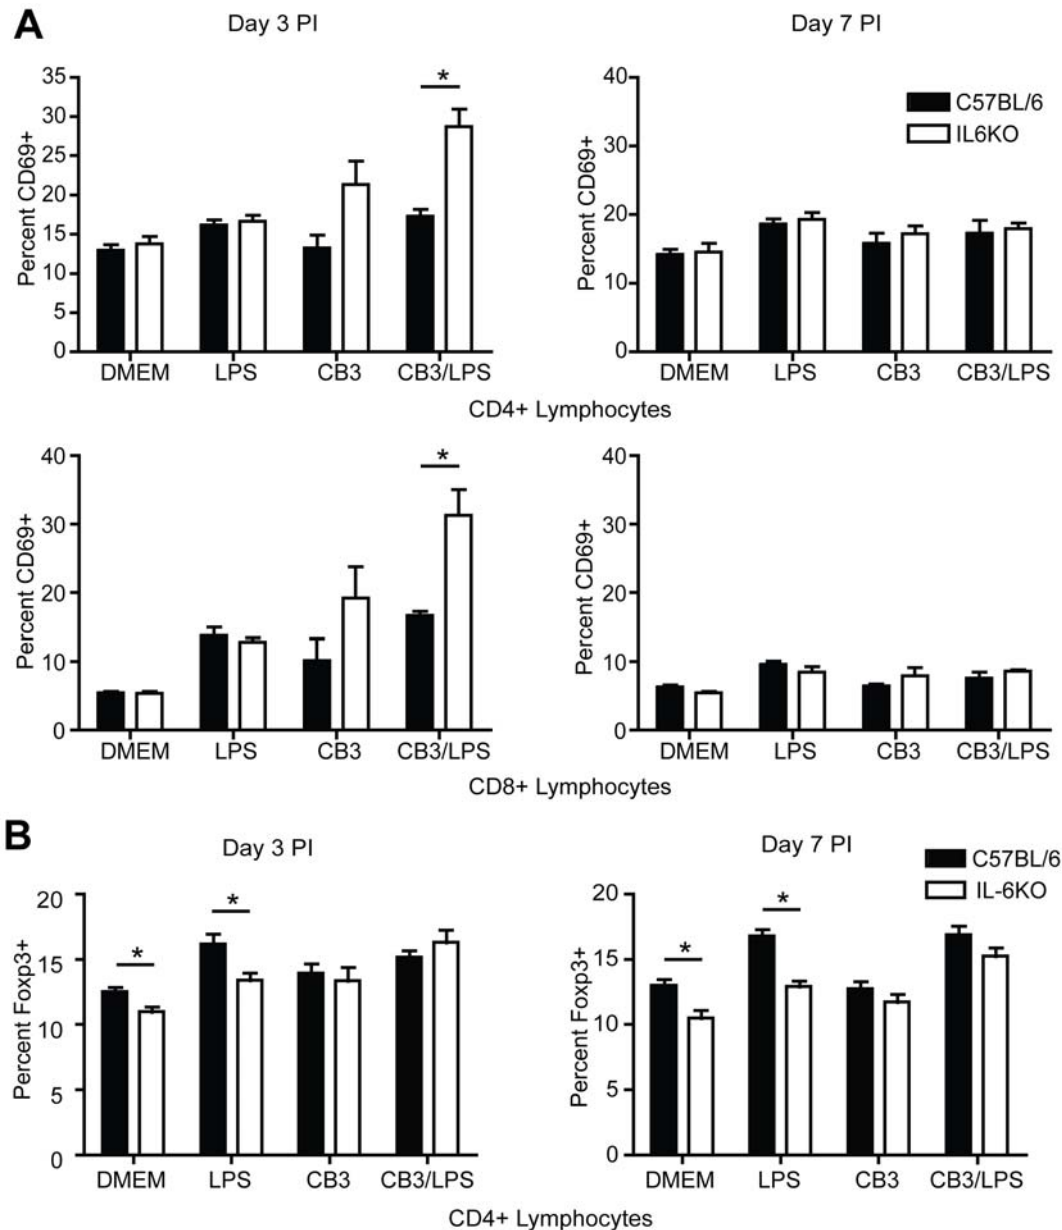 A
Day 3 PI
Day 7 PI
Percent CD69+
35
30
25
20
15
10
5
0
*
DMEM LPS CB3 CB3/LPS
Percent CD69+
40
30
20
10
0
C57BL/6
IL6KO
DMEM LPS CB3 CB3/LPS
CD4+ Lymphocytes
Percent CD69+
40
30
20
10
0
*
DMEM LPS CB3 CB3/LPS
Percent CD69+
40
30
20
10
0
DMEM LPS CB3 CB3/LPS
CD8+ Lymphocytes
B
Day 3 PI
Day 7 PI
C57BL/6
IL-6KO
Percent Foxp3+
20
15
10
5
0
*
*
DMEM LPS CB3 CB3/LPS
Percent Foxp3+
20
15
10
5
0
*
*
DMEM LPS CB3 CB3/LPS
CD4+ Lymphocytes